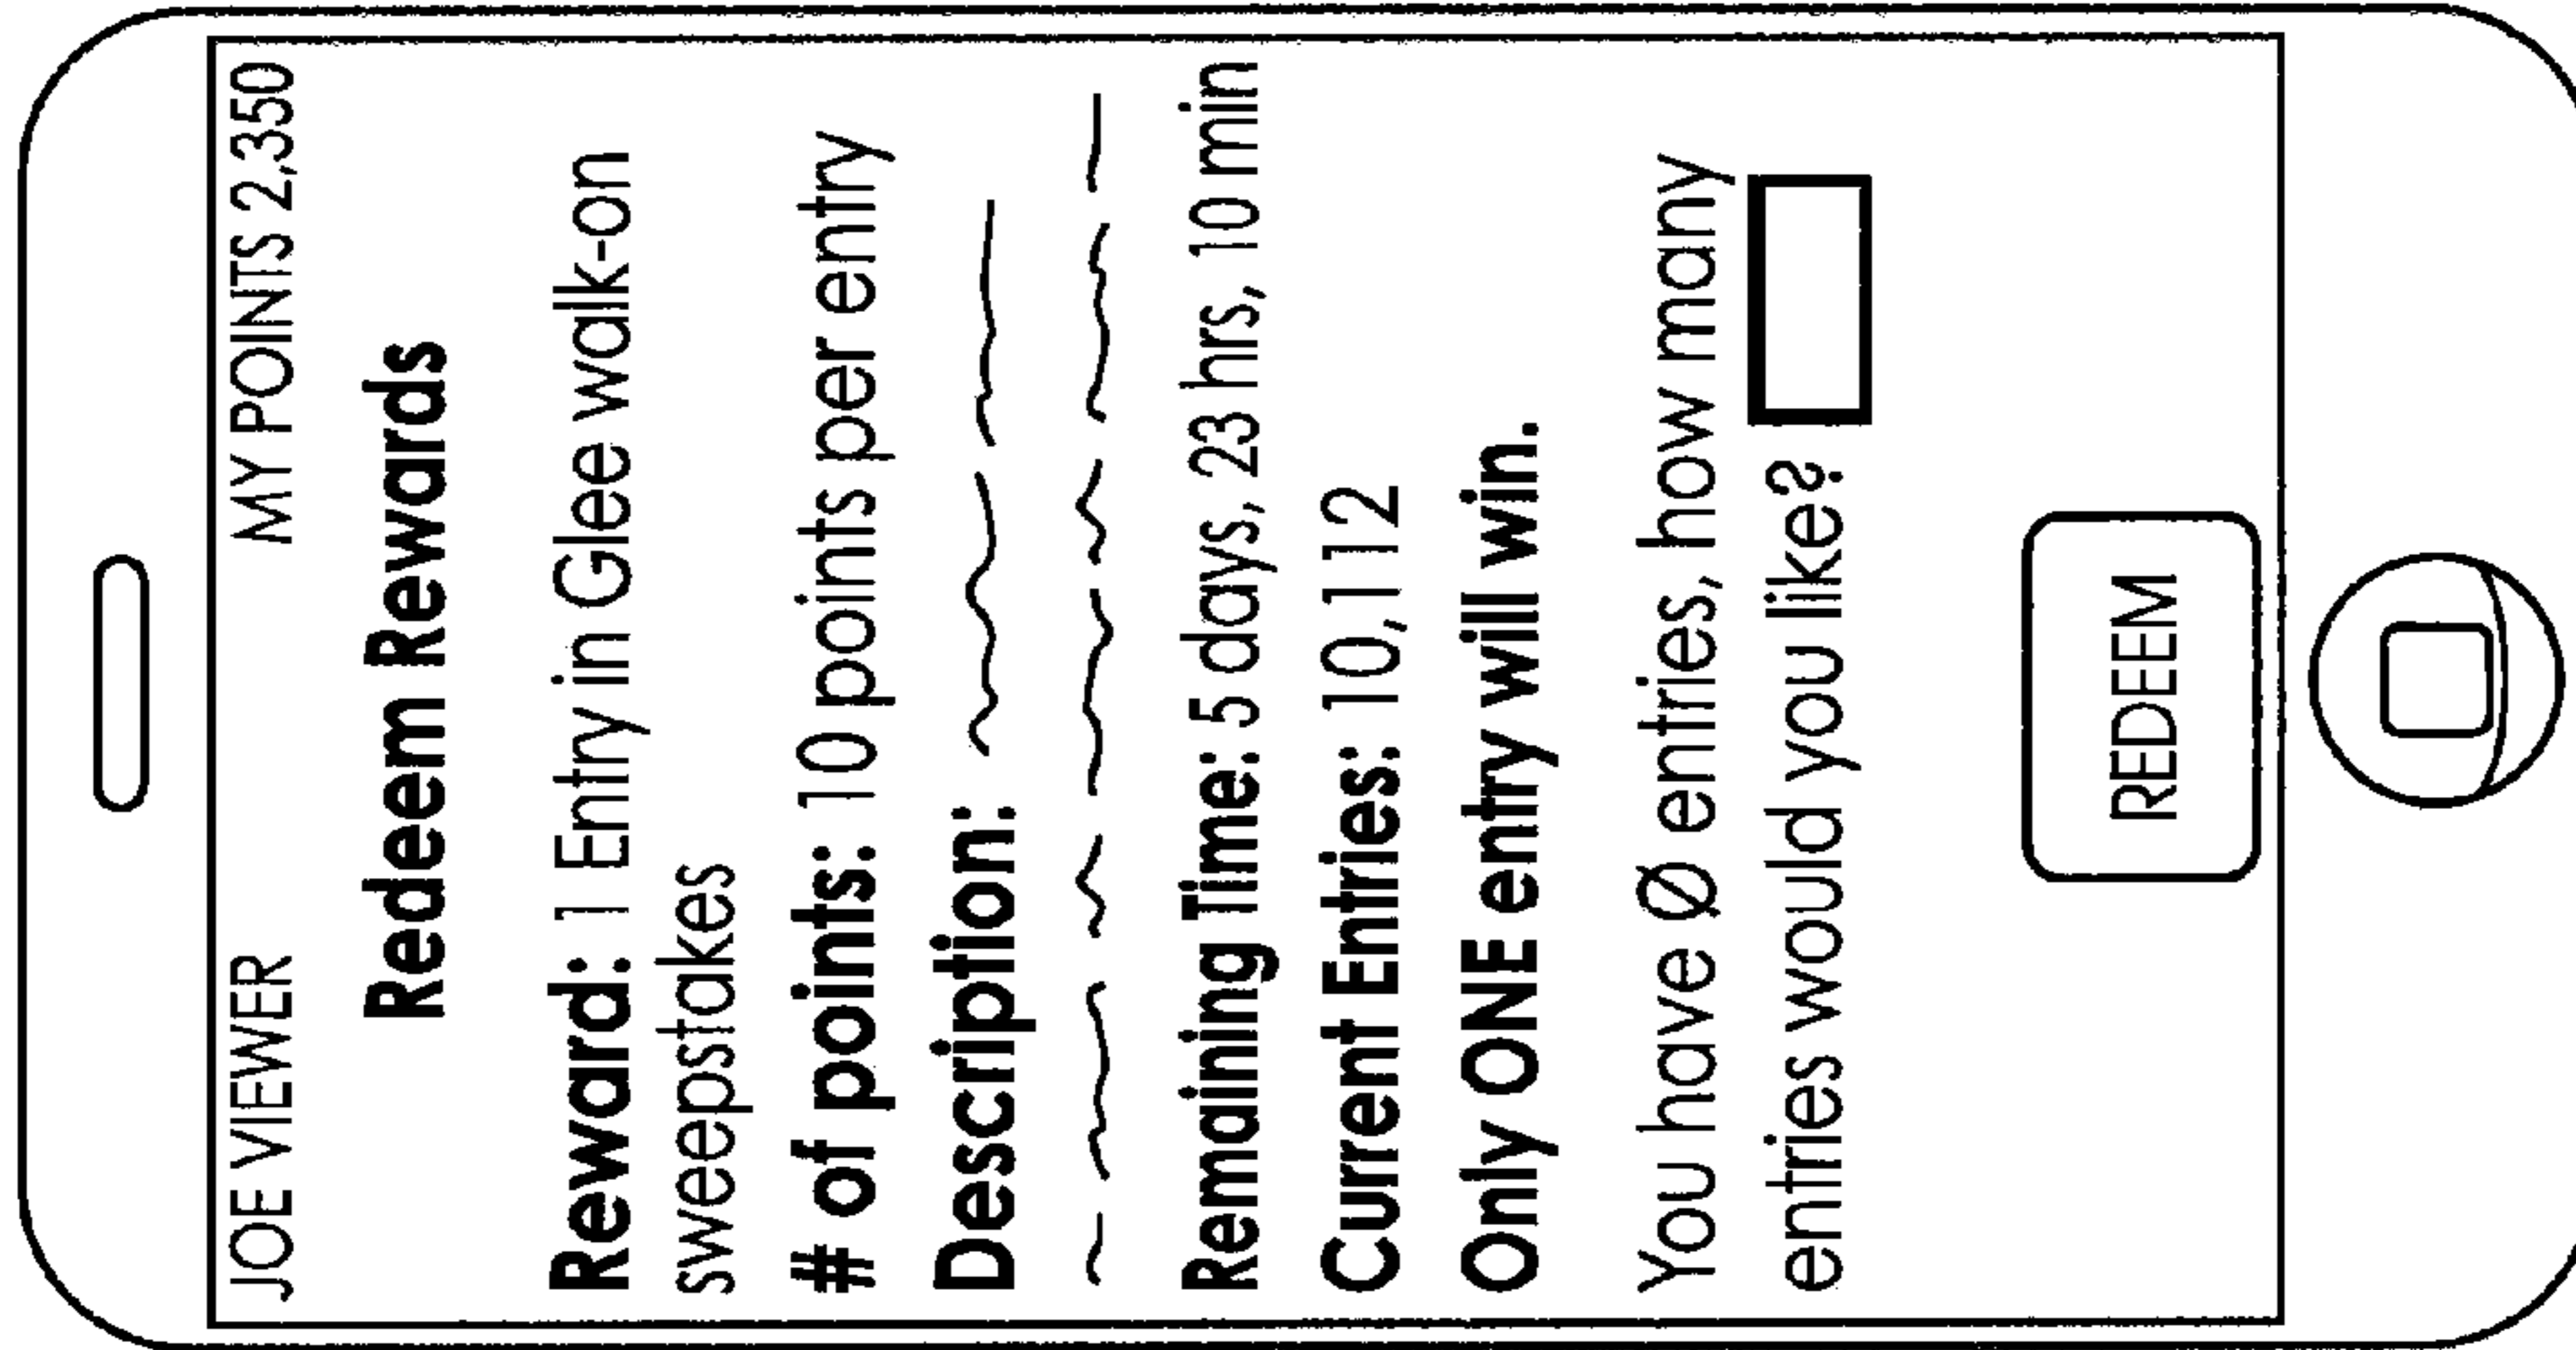 JOE VIEWER MY POINTS 2,350
Redeem Rewards
Reward: 1 Entry in Glee walk-on
sweepstakes
# of points: 10 points per entry
Description:
Remaining Time: 5 days, 23 hrs, 10 min
Current Entries: 10,112
Only ONE entry will win.
You have Ø entries, how many
entries would you like?
REDEEM